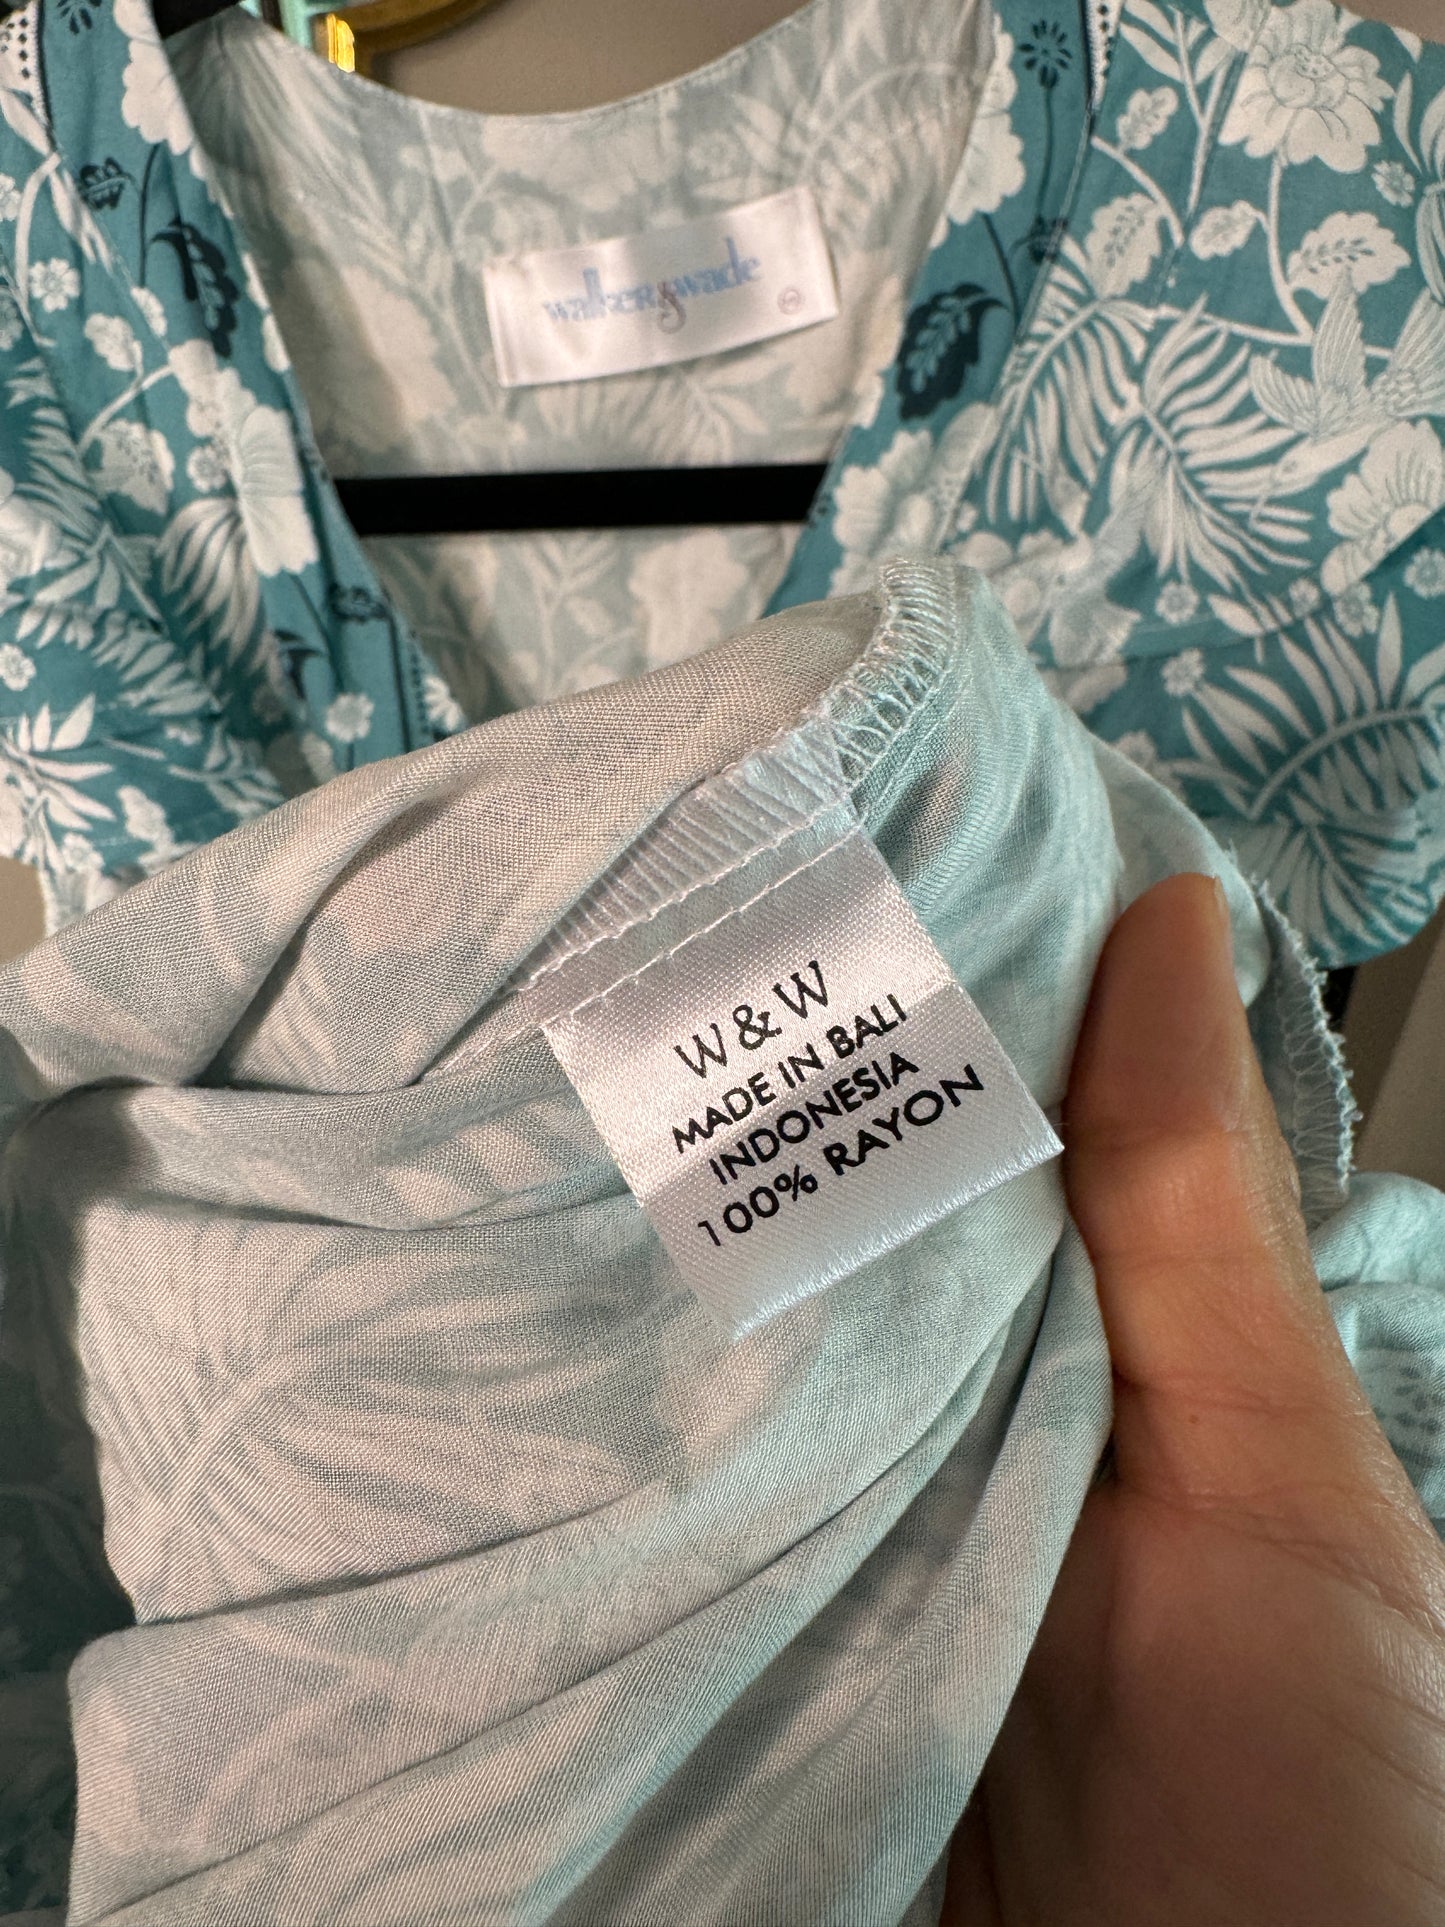 walker & wade
W & W
MADE IN BALI
INDONESIA
100% RAYON